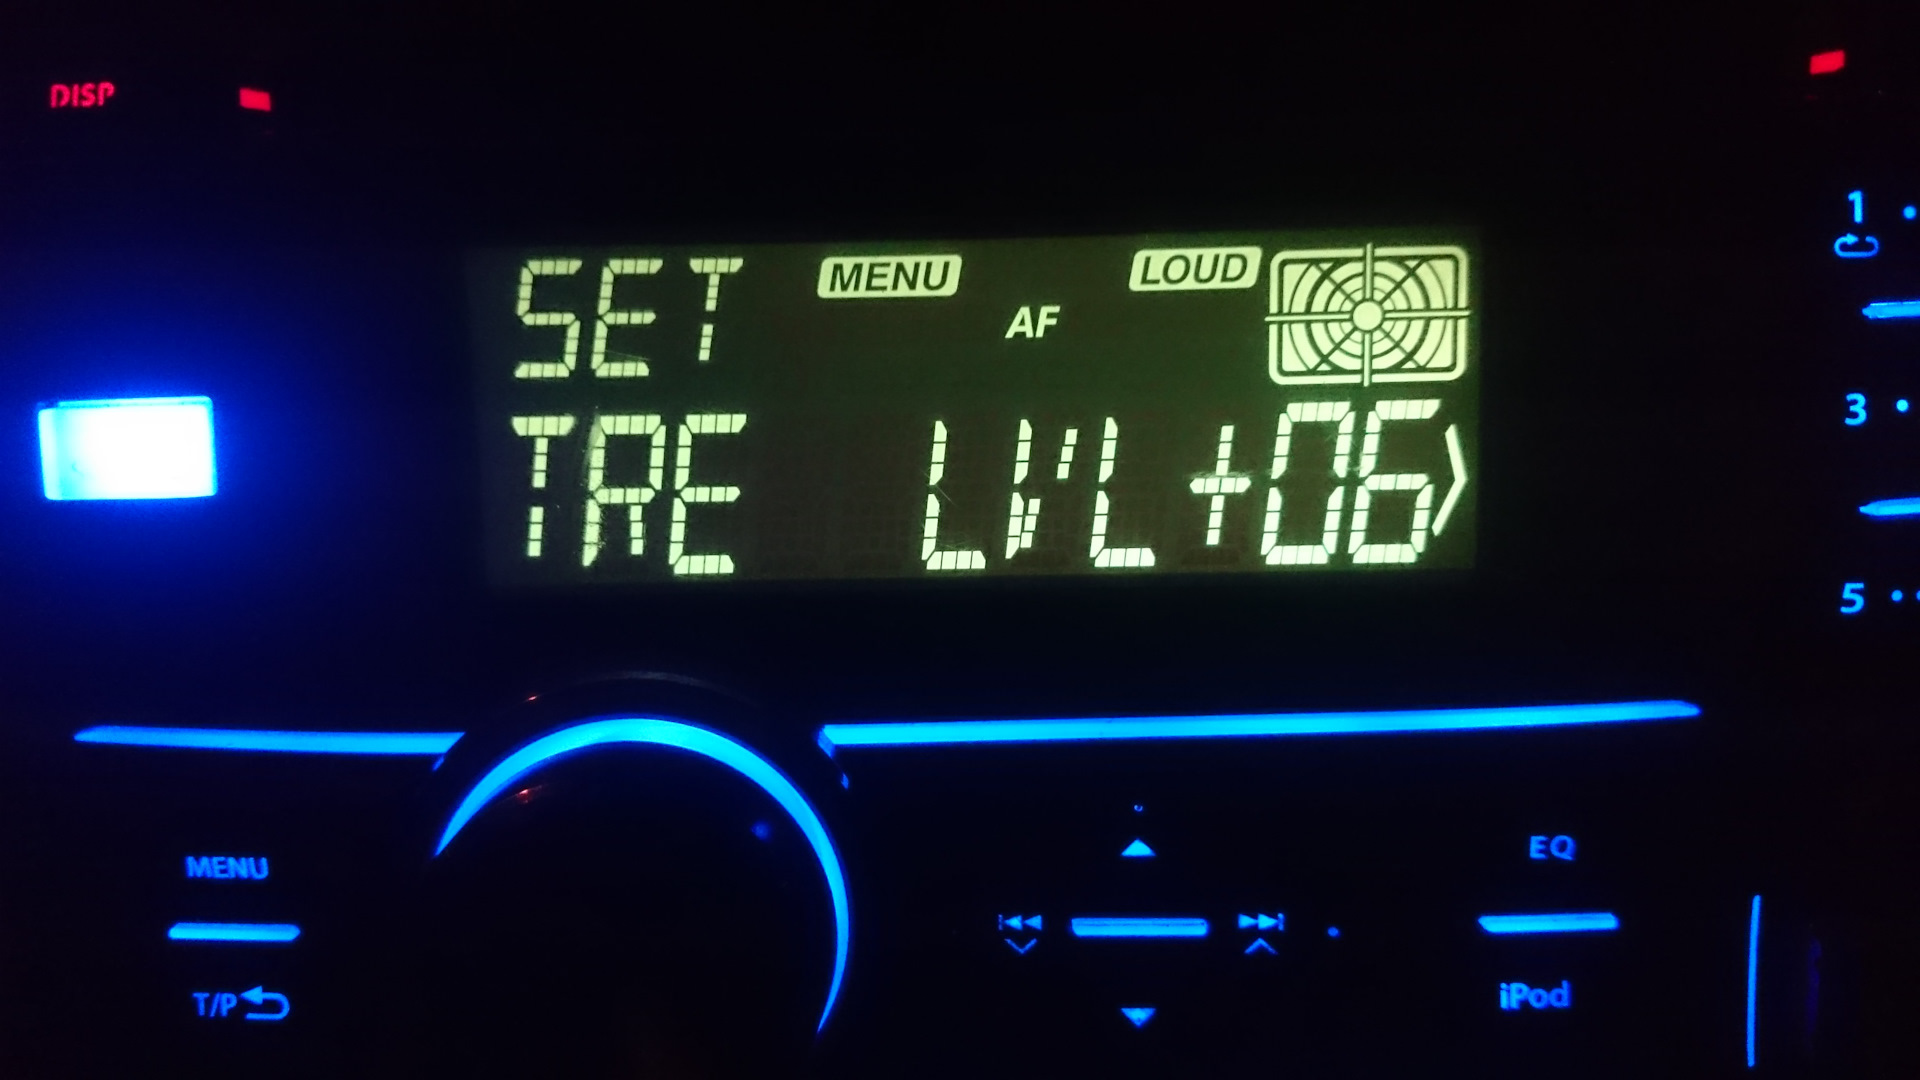 DISP
SET MENU LOUD
AF
TRE LVL+06
1
3
5
MENU
T/P
EQ
iPod